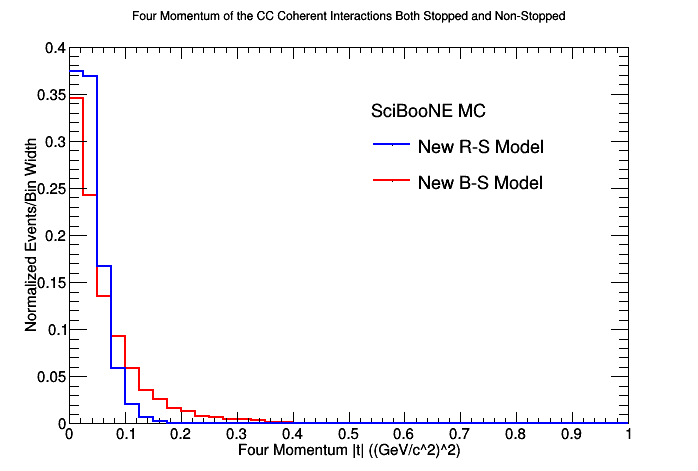 Four Momentum of the CC Coherent Interactions Both Stopped and Non-Stopped
Normalized Events/Bin Width
0.4
0.35
0.3
0.25
0.2
0.15
0.1
0.05
0
SciBooNE MC
New R-S Model
New B-S Model
0 0.1 0.2 0.3 0.4 0.5 0.6 0.7 0.8 0.9 1
Four Momentum |t| ((GeV/c^2)^2)